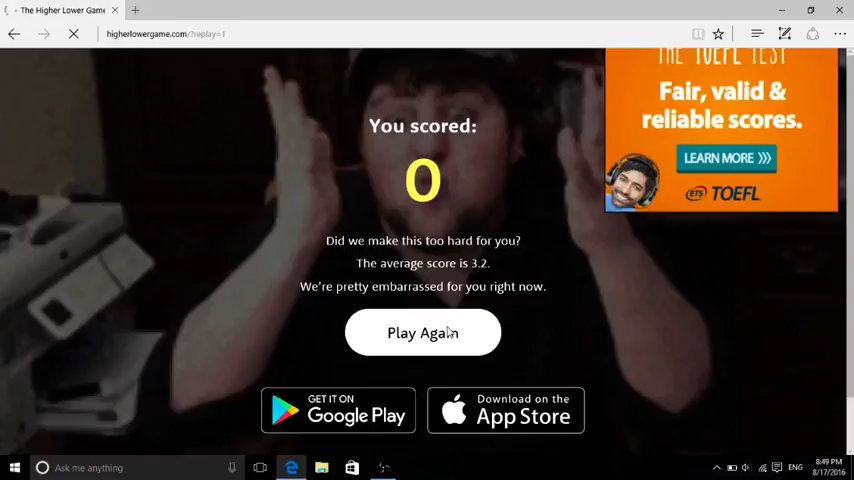 The Higher Lower Game
higherlowergame.com/?replay=1
THE TOEFL TEST
Fair, valid &
reliable scores.
LEARN MORE
ETS TOEFL
You scored:
0
Did we make this too hard for you?
The average score is 3.2.
We're pretty embarrassed for you right now.
Play Again
GET IT ON
Google Play
Download on the
App Store
Ask me anything
ENG
8:49 PM
8/17/2016